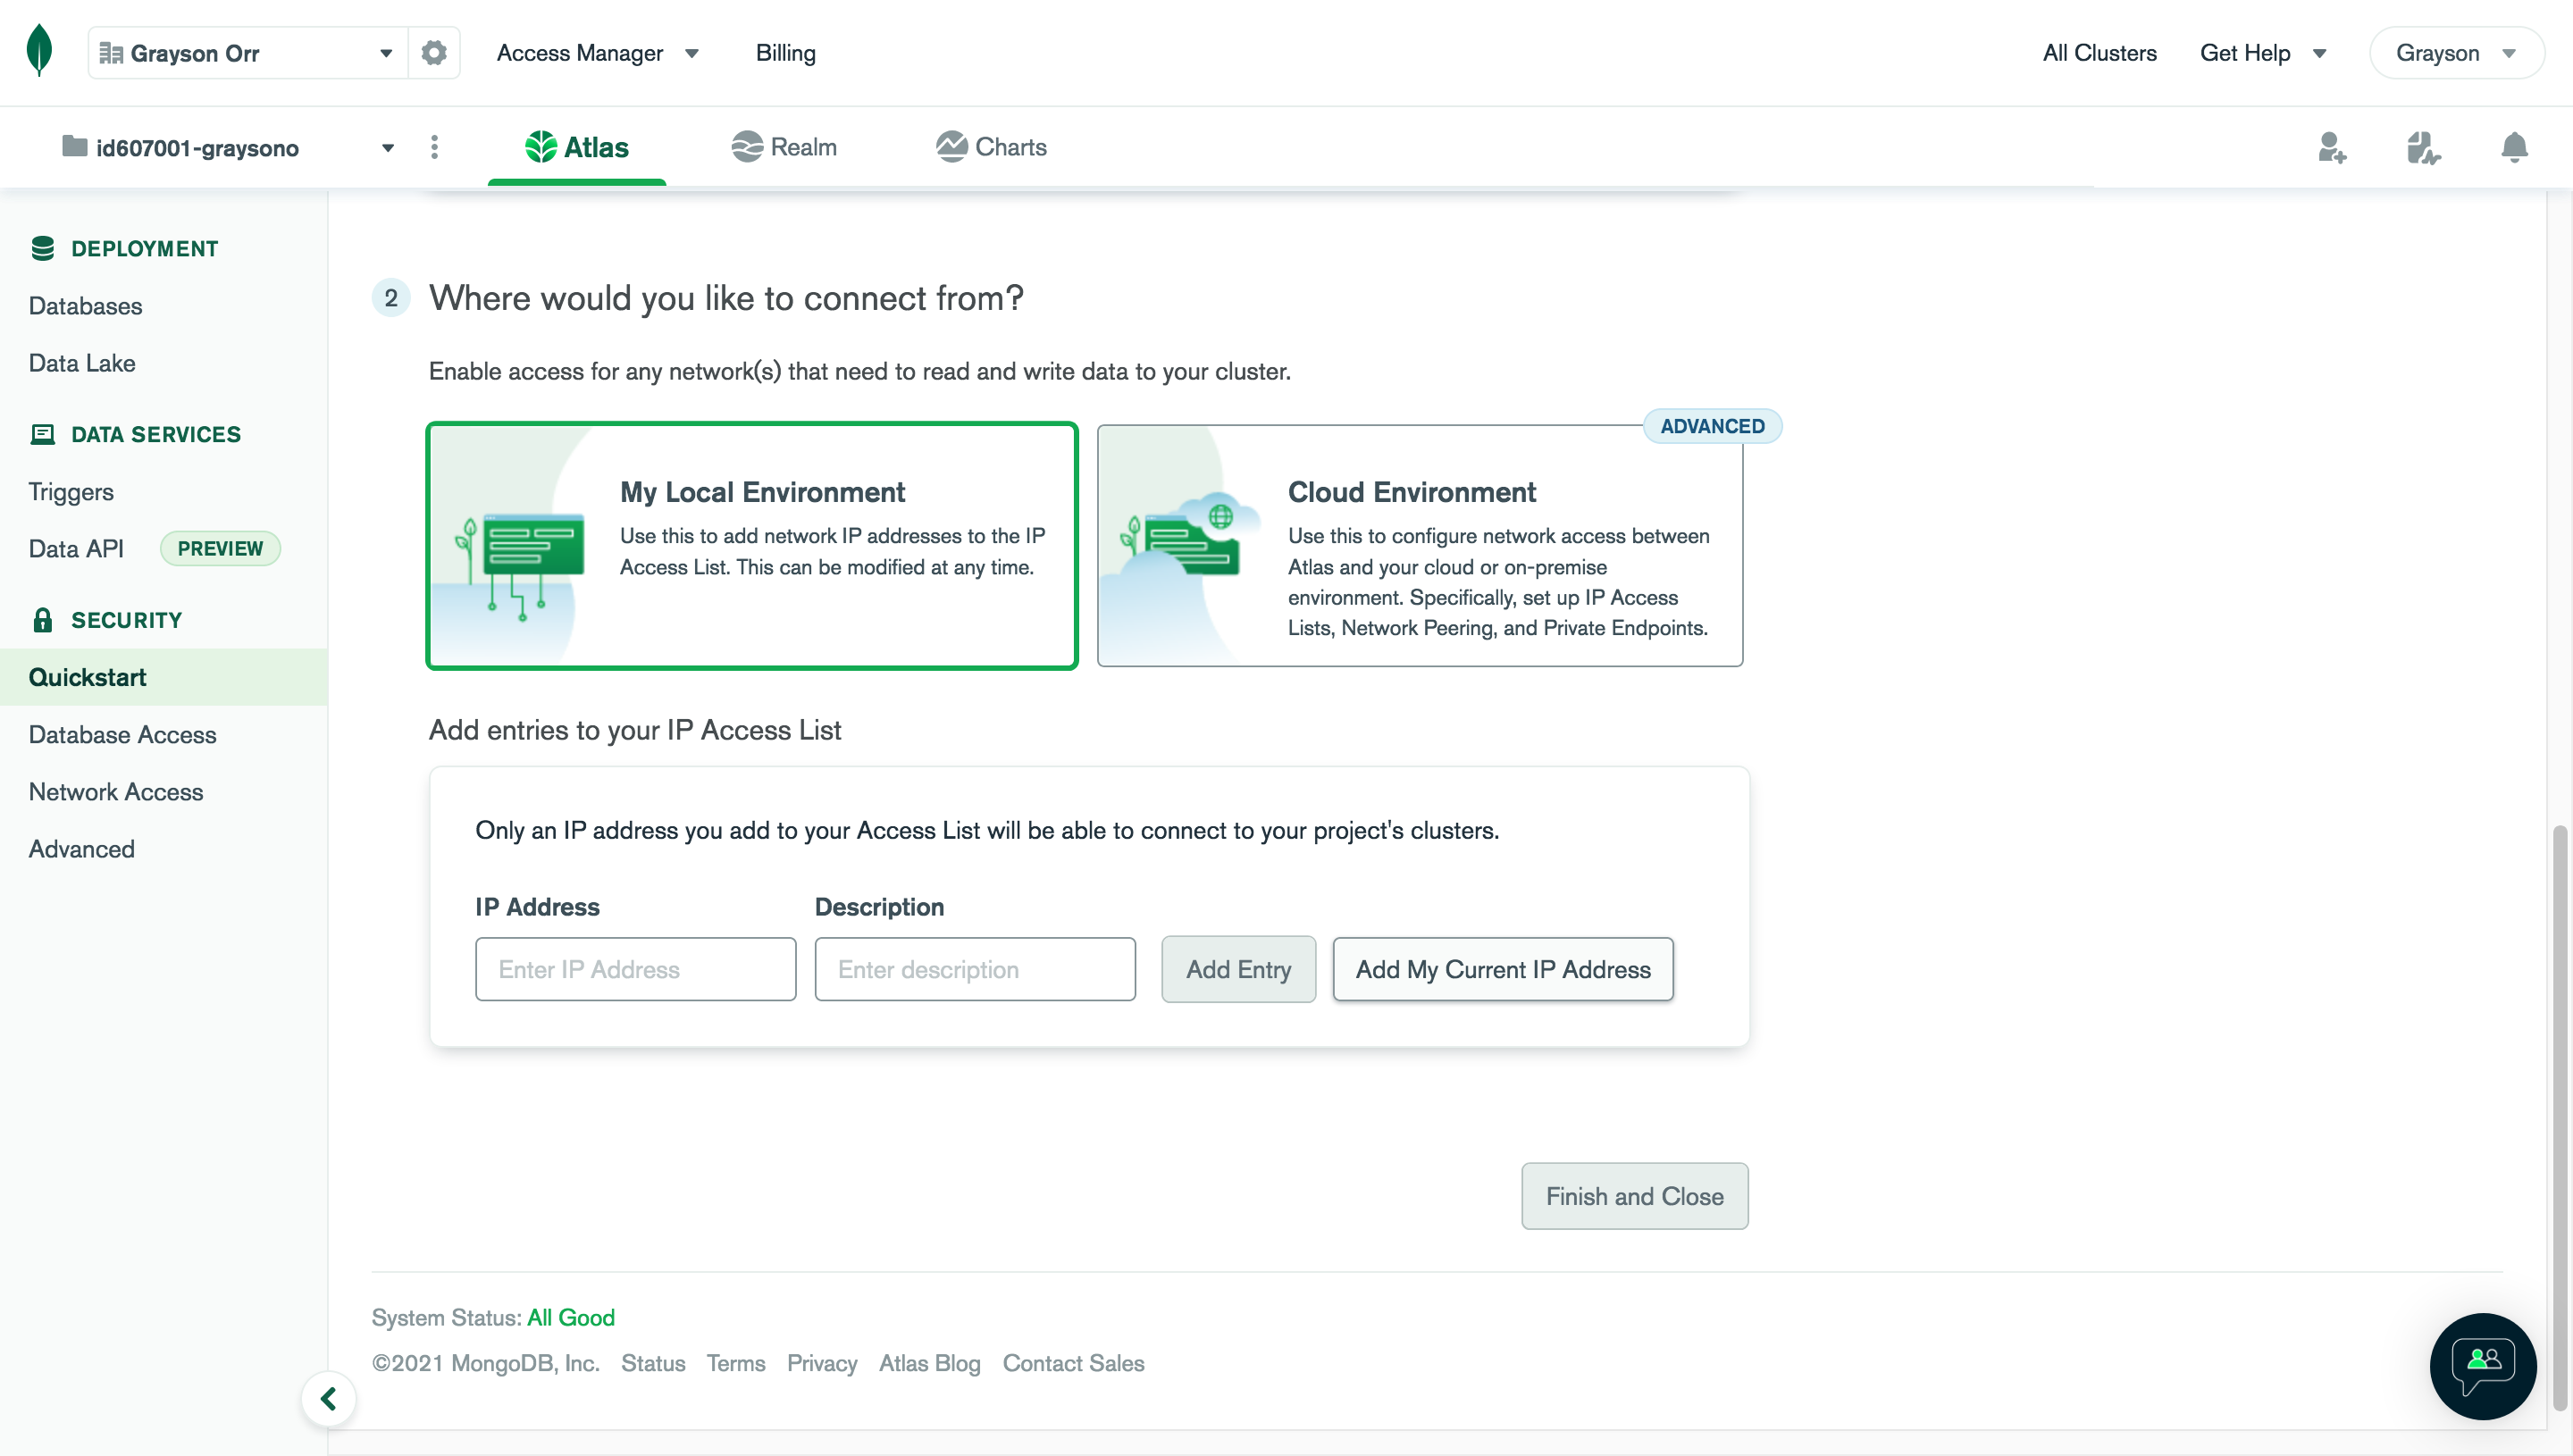 Grayson Orr
Access Manager
Billing
All Clusters
Get Help
Grayson
id607001-graysono
Atlas
Realm
Charts
DEPLOYMENT
Databases
Data Lake
DATA SERVICES
Triggers
Data API
PREVIEW
SECURITY
Quickstart
Database Access
Network Access
Advanced
2
Where would you like to connect from?
Enable access for any network(s) that need to read and write data to your cluster.
My Local Environment
Use this to add network IP addresses to the IP
Access List. This can be modified at any time.
ADVANCED
Cloud Environment
Use this to configure network access between
Atlas and your cloud or on-premise
environment. Specifically, set up IP Access
Lists, Network Peering, and Private Endpoints.
Add entries to your IP Access List
Only an IP address you add to your Access List will be able to connect to your project's clusters.
IP Address
Description
Enter IP Address
Enter description
Add Entry
Add My Current IP Address
Finish and Close
System Status: All Good
©2021 MongoDB, Inc.
Status
Terms
Privacy
Atlas Blog
Contact Sales